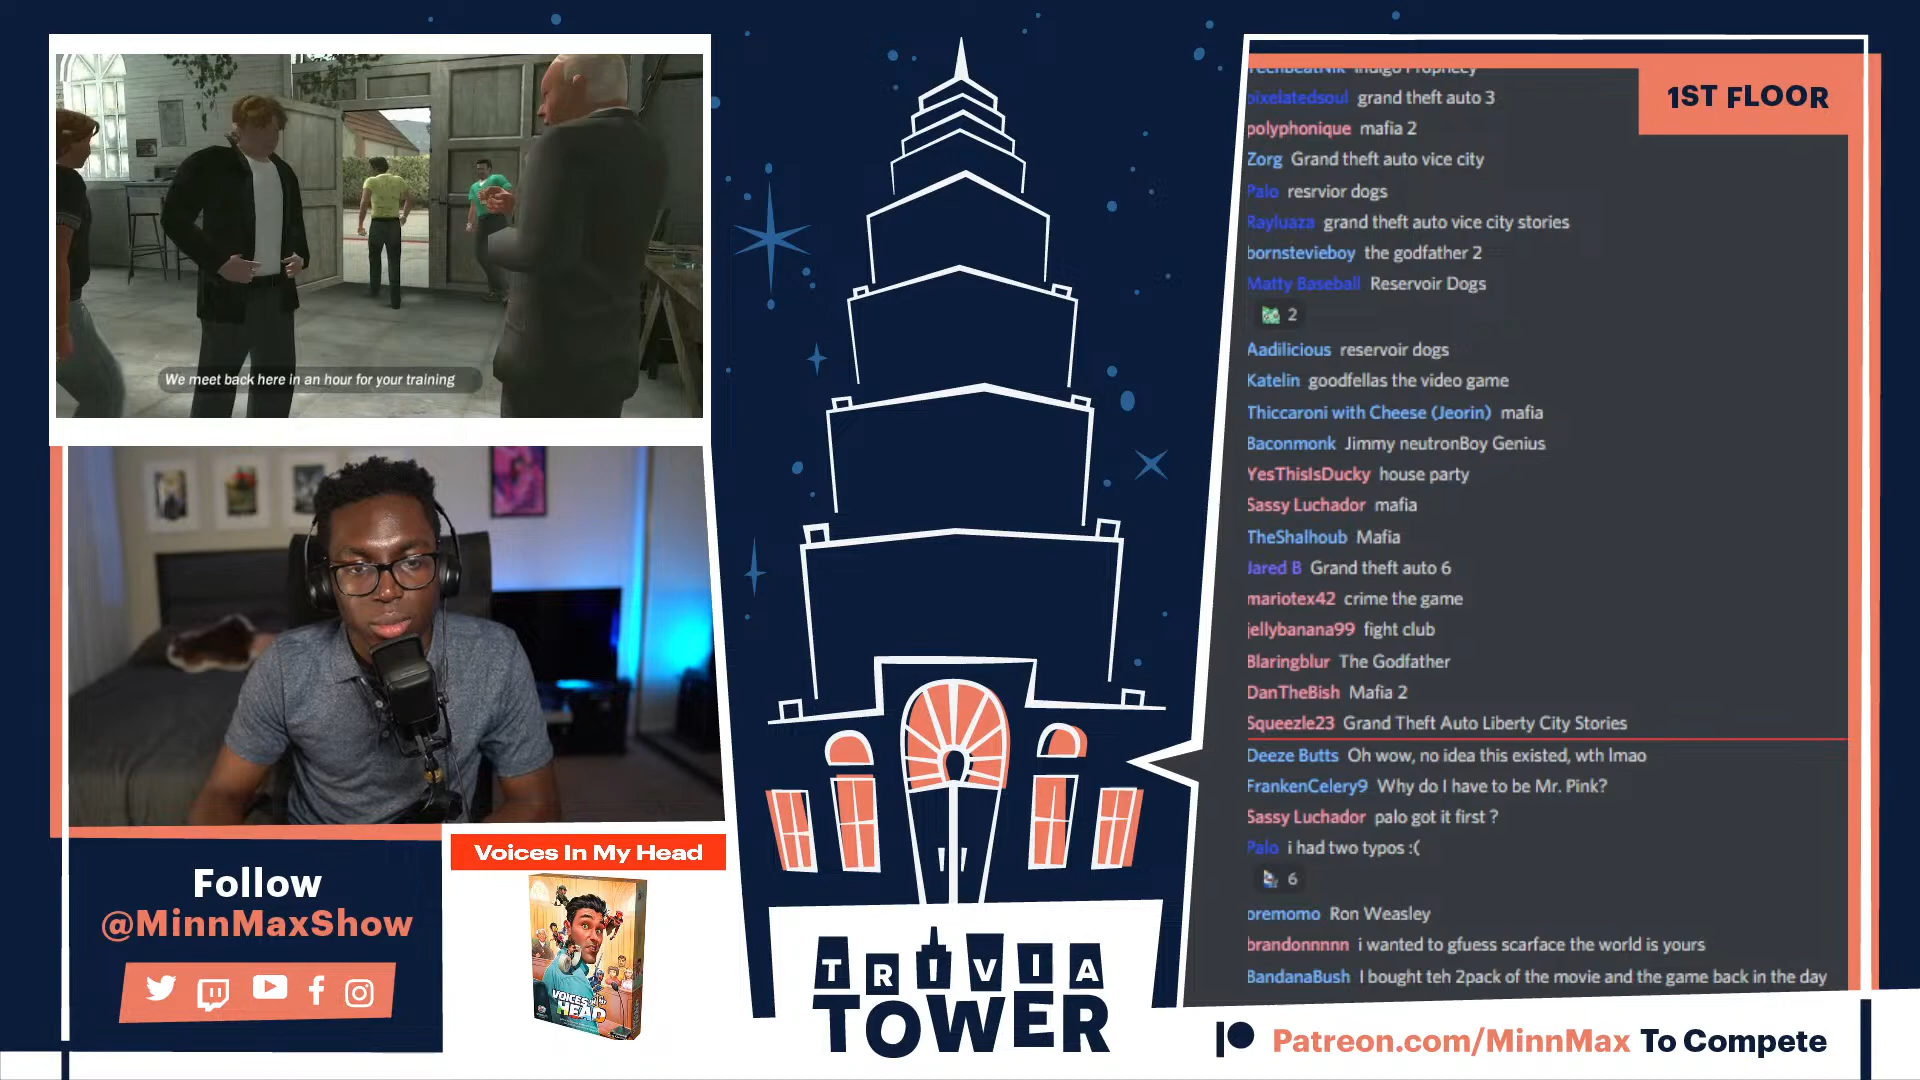 We meet back here in an hour for your training
Follow
@MinnMaxShow
Voices In My Head
VOICES IN MY
HEAD
TRIVIA
TOWER
1ST FLOOR
TechBeatNik Indigo Prophecy
pixelatedsoul grand theft auto 3
polyphonique mafia 2
Zorg Grand theft auto vice city
Palo resrvior dogs
Rayluaza grand theft auto vice city stories
bornstevieboy the godfather 2
Matty Baseball Reservoir Dogs
2
Aadilicious reservoir dogs
Katelin goodfellas the video game
Thiccaroni with Cheese (Jeorin) mafia
Baconmonk Jimmy neutronBoy Genius
YesThisIsDucky house party
Sassy Luchador mafia
TheShalhoub Mafia
Jared B Grand theft auto 6
mariotex42 crime the game
jellybanana99 fight club
Blaringblur The Godfather
DanTheBish Mafia 2
Squeezle23 Grand Theft Auto Liberty City Stories
Deeze Butts Oh wow, no idea this existed, wth lmao
FrankenCelery9 Why do I have to be Mr. Pink?
Sassy Luchador palo got it first ?
Palo i had two typos :(
6
oremomo Ron Weasley
brandonnnnn i wanted to gfuess scarface the world is yours
BandanaBush I bought teh 2pack of the movie and the game back in the day
Patreon.com/MinnMax To Compete